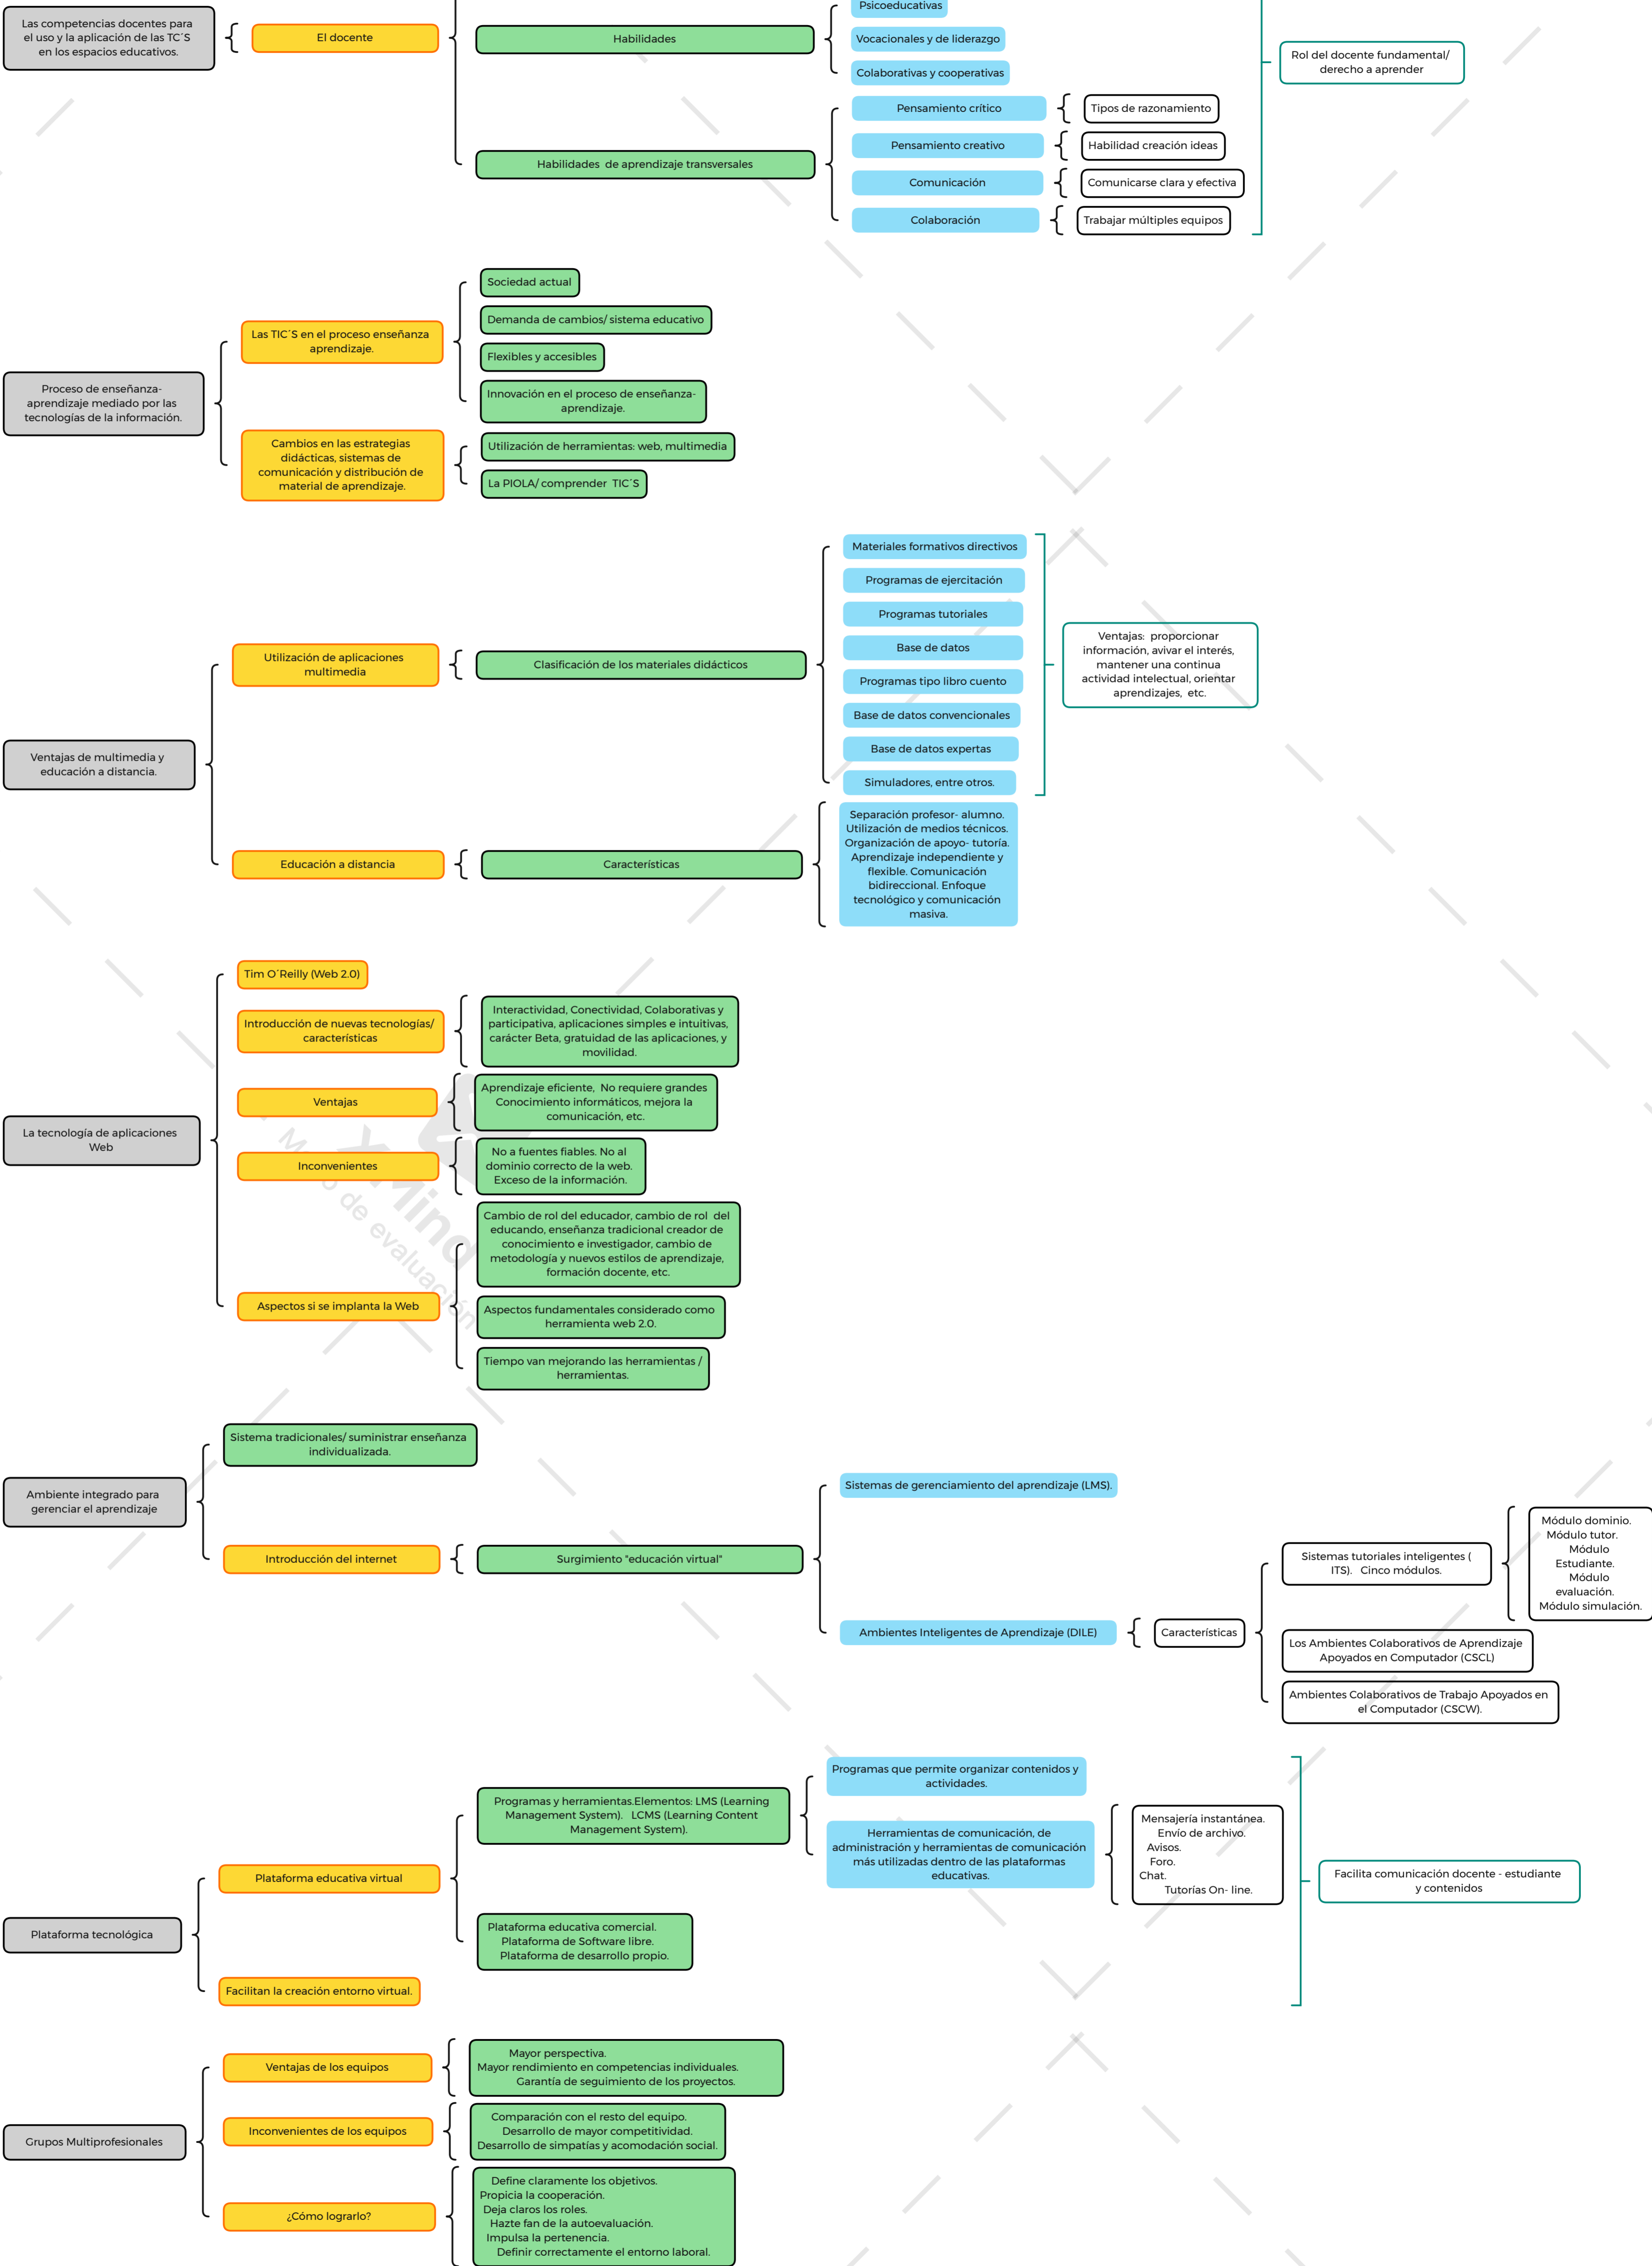 Las competencias docentes para
el uso y la aplicación de las TC´S
en los espacios educativos.
El docente
Habilidades
Psicoeducativas
Vocacionales y de liderazgo
Colaborativas y cooperativas
Habilidades  de aprendizaje transversales
Pensamiento crítico
Tipos de razonamiento
Pensamiento creativo
Habilidad creación ideas
Comunicación
Comunicarse clara y efectiva
Colaboración
Trabajar múltiples equipos
Rol del docente fundamental/
derecho a aprender
Proceso de enseñanza-
aprendizaje mediado por las
tecnologías de la información.
Las TIC´S en el proceso enseñanza
aprendizaje.
Sociedad actual
Demanda de cambios/ sistema educativo
Flexibles y accesibles
Innovación en el proceso de enseñanza-
aprendizaje.
Cambios en las estrategias
didácticas, sistemas de
comunicación y distribución de
material de aprendizaje.
Utilización de herramientas: web, multimedia
La PIOLA/ comprender  TIC´S
Ventajas de multimedia y
educación a distancia.
Utilización de aplicaciones
multimedia
Clasificación de los materiales didácticos
Materiales formativos directivos
Programas de ejercitación
Programas tutoriales
Base de datos
Programas tipo libro cuento
Base de datos convencionales
Base de datos expertas
Simuladores, entre otros.
Ventajas:  proporcionar
información, avivar el interés,
mantener una continua
actividad intelectual, orientar
aprendizajes,  etc.
Educación a distancia
Características
Separación profesor- alumno.
Utilización de medios técnicos.
Organización de apoyo- tutoría.
Aprendizaje independiente y
flexible. Comunicación
bidireccional. Enfoque
tecnológico y comunicación
masiva.
La tecnología de aplicaciones
Web
Tim O´Reilly (Web 2.0)
Introducción de nuevas tecnologías/
características
Interactividad, Conectividad, Colaborativas y
participativa, aplicaciones simples e intuitivas,
carácter Beta, gratuidad de las aplicaciones, y
movilidad.
Ventajas
Aprendizaje eficiente,  No requiere grandes
Conocimiento informáticos, mejora la
comunicación, etc.
Inconvenientes
No a fuentes fiables. No al
dominio correcto de la web.
Exceso de la información.
Aspectos si se implanta la Web
Cambio de rol del educador, cambio de rol  del
educando, enseñanza tradicional creador de
conocimiento e investigador, cambio de
metodología y nuevos estilos de aprendizaje,
formación docente, etc.
Aspectos fundamentales considerado como
herramienta web 2.0.
Tiempo van mejorando las herramientas /
herramientas.
XMind
de evaluación
Ambiente integrado para
gerenciar el aprendizaje
Sistema tradicionales/ suministrar enseñanza
individualizada.
Introducción del internet
Surgimiento "educación virtual"
Sistemas de gerenciamiento del aprendizaje (LMS).
Ambientes Inteligentes de Aprendizaje (DILE)
Características
Sistemas tutoriales inteligentes (
ITS).   Cinco módulos.
Módulo dominio.
Módulo tutor.
Módulo
Estudiante.
Módulo
evaluación.
Módulo simulación.
Los Ambientes Colaborativos de Aprendizaje
Apoyados en Computador (CSCL)
Ambientes Colaborativos de Trabajo Apoyados en
el Computador (CSCW).
Plataforma tecnológica
Plataforma educativa virtual
Programas y herramientas.Elementos: LMS (Learning
Management System).   LCMS (Learning Content
Management System).
Programas que permite organizar contenidos y
actividades.
Herramientas de comunicación, de
administración y herramientas de comunicación
más utilizadas dentro de las plataformas
educativas.
Mensajería instantánea.
Envío de archivo.
Avisos.
Foro.
Chat.
Tutorías On- line.
Plataforma educativa comercial.
Plataforma de Software libre.
Plataforma de desarrollo propio.
Facilitan la creación entorno virtual.
Facilita comunicación docente - estudiante
y contenidos
Grupos Multiprofesionales
Ventajas de los equipos
Mayor perspectiva.
Mayor rendimiento en competencias individuales.
Garantía de seguimiento de los proyectos.
Inconvenientes de los equipos
Comparación con el resto del equipo.
Desarrollo de mayor competitividad.
Desarrollo de simpatías y acomodación social.
¿Cómo lograrlo?
Define claramente los objetivos.
Propicia la cooperación.
Deja claros los roles.
Hazte fan de la autoevaluación.
Impulsa la pertenencia.
Definir correctamente el entorno laboral.